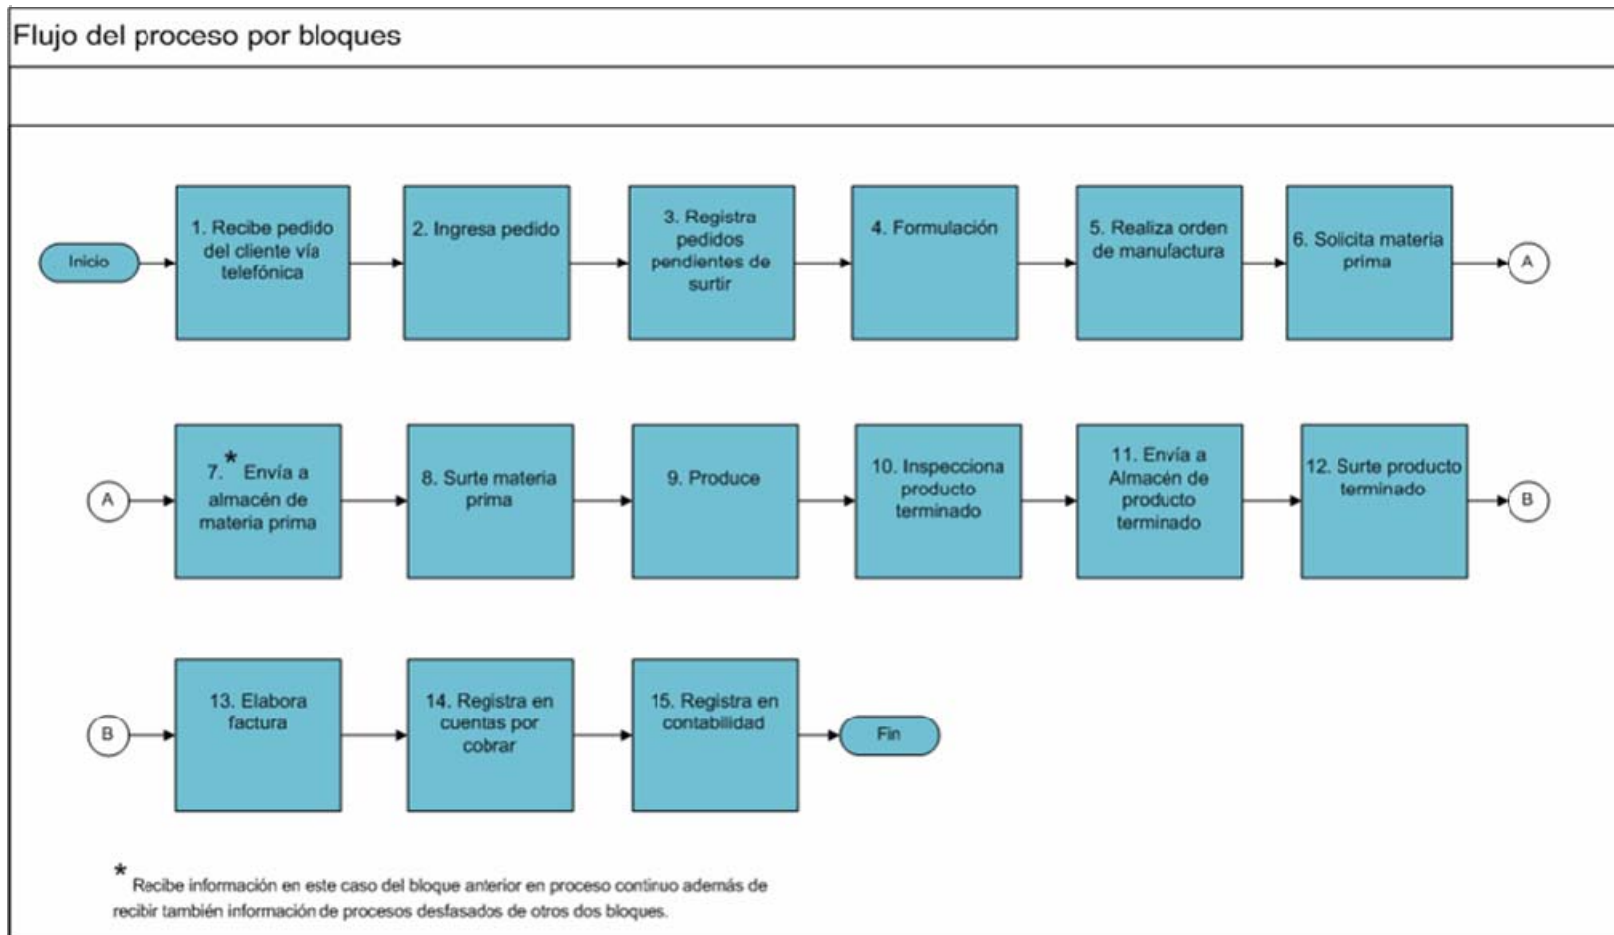 Flujo del proceso por bloques
Inicio
1. Recibe pedido
del cliente vía
telefónica
2. Ingresa pedido
3. Registra
pedidos
pendientes de
surtir
4. Formulación
5. Realiza orden
de manufactura
6. Solicita materia
prima
A
A
7.* Envía a
almacén de
materia prima
8. Surte materia
prima
9. Produce
10. Inspecciona
producto
terminado
11. Envía a
Almacén de
producto
terminado
12. Surte producto
terminado
B
B
13. Elabora
factura
14. Registra en
cuentas por
cobrar
15. Registra en
contabilidad
Fin
* Recibe información en este caso del bloque anterior en proceso continuo además de
recibir también información de procesos desfasados de otros dos bloques.